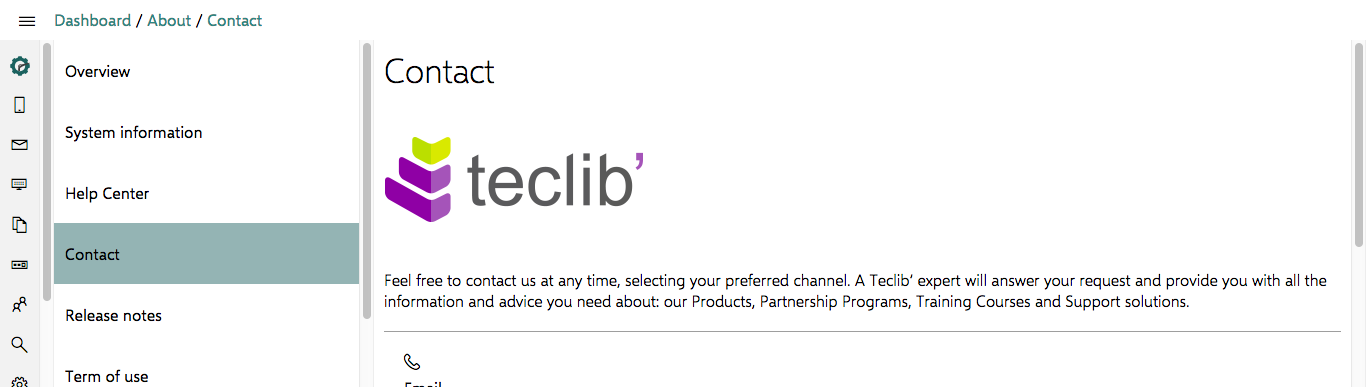 Dashboard / About / Contact
Overview
System information
Help Center
Contact
Release notes
Term of use
Contact
teclib’
Feel free to contact us at any time, selecting your preferred channel. A Teclib’ expert will answer your request and provide you with all the
information and advice you need about: our Products, Partnership Programs, Training Courses and Support solutions.
Email